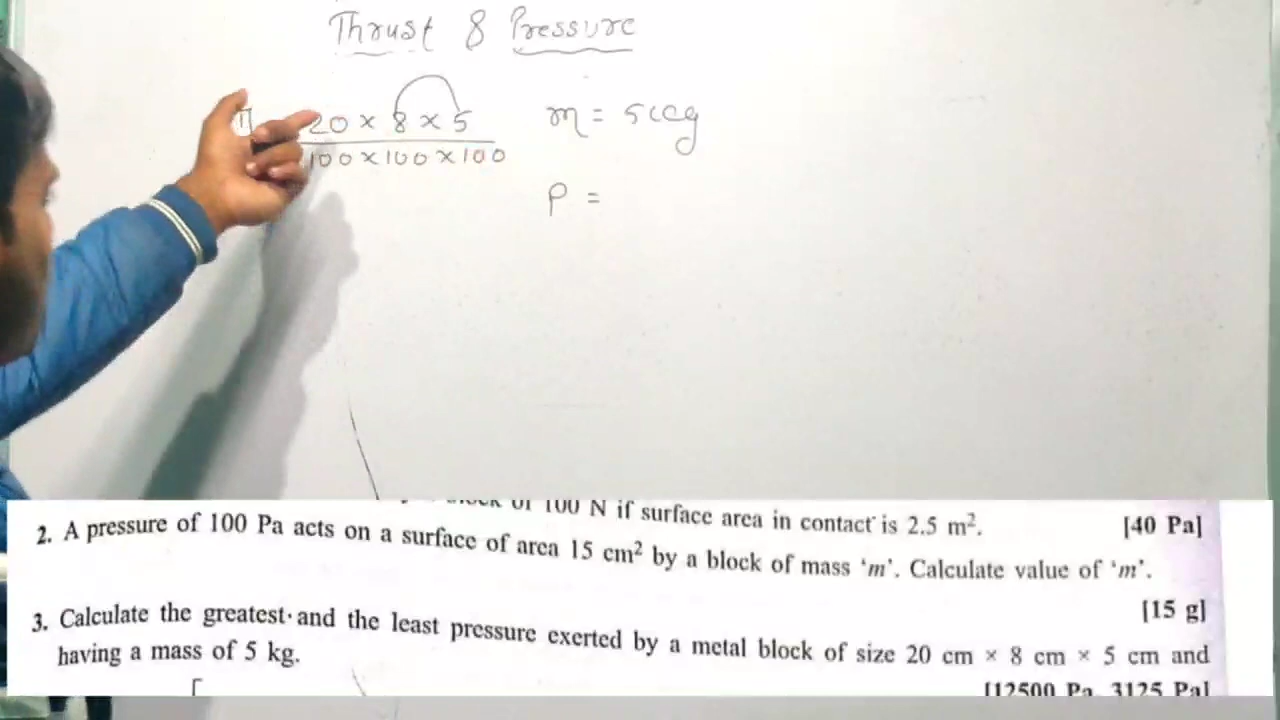 Thrust & Pressure
20 × 8 × 5
100 × 100 × 100
m = 5kg
P =
of 100 N if surface area in contact is 2.5 m². [40 Pa]
2. A pressure of 100 Pa acts on a surface of area 15 cm² by a block of mass ‘m’. Calculate value of ‘m’.
[15 g]
3. Calculate the greatest and the least pressure exerted by a metal block of size 20 cm × 8 cm × 5 cm and
having a mass of 5 kg.
[12500 Pa, 3125 Pa]